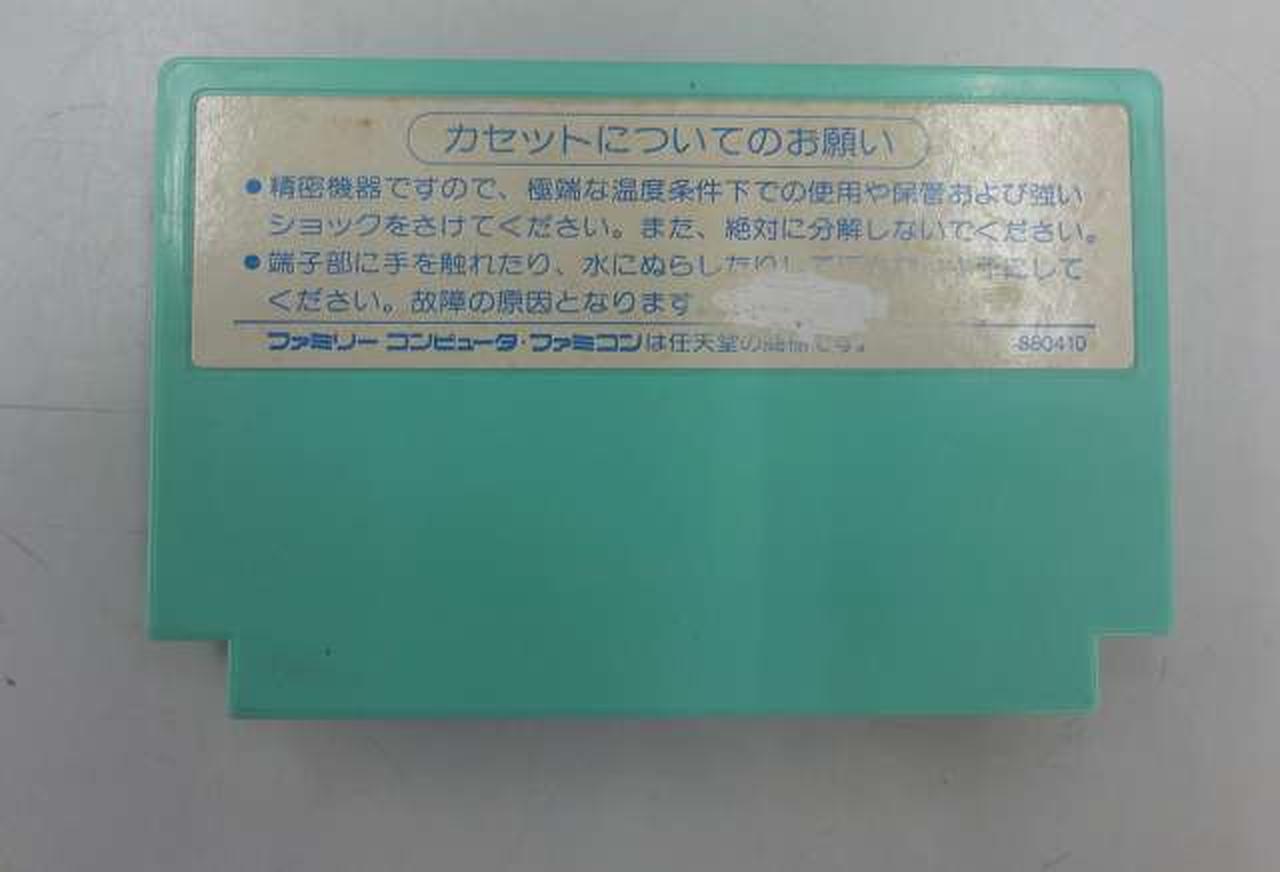 カセットについてのお願い
●精密機器ですので、極端な温度条件下での使用や保管および強い
ショックをさけてください。また、絶対に分解しないでください。
●端子部に手を触れたり、水にぬらしたり して
ください。故障の原因となります
ファミリー コンピュータ・ファミコンは任天堂の です。
880410